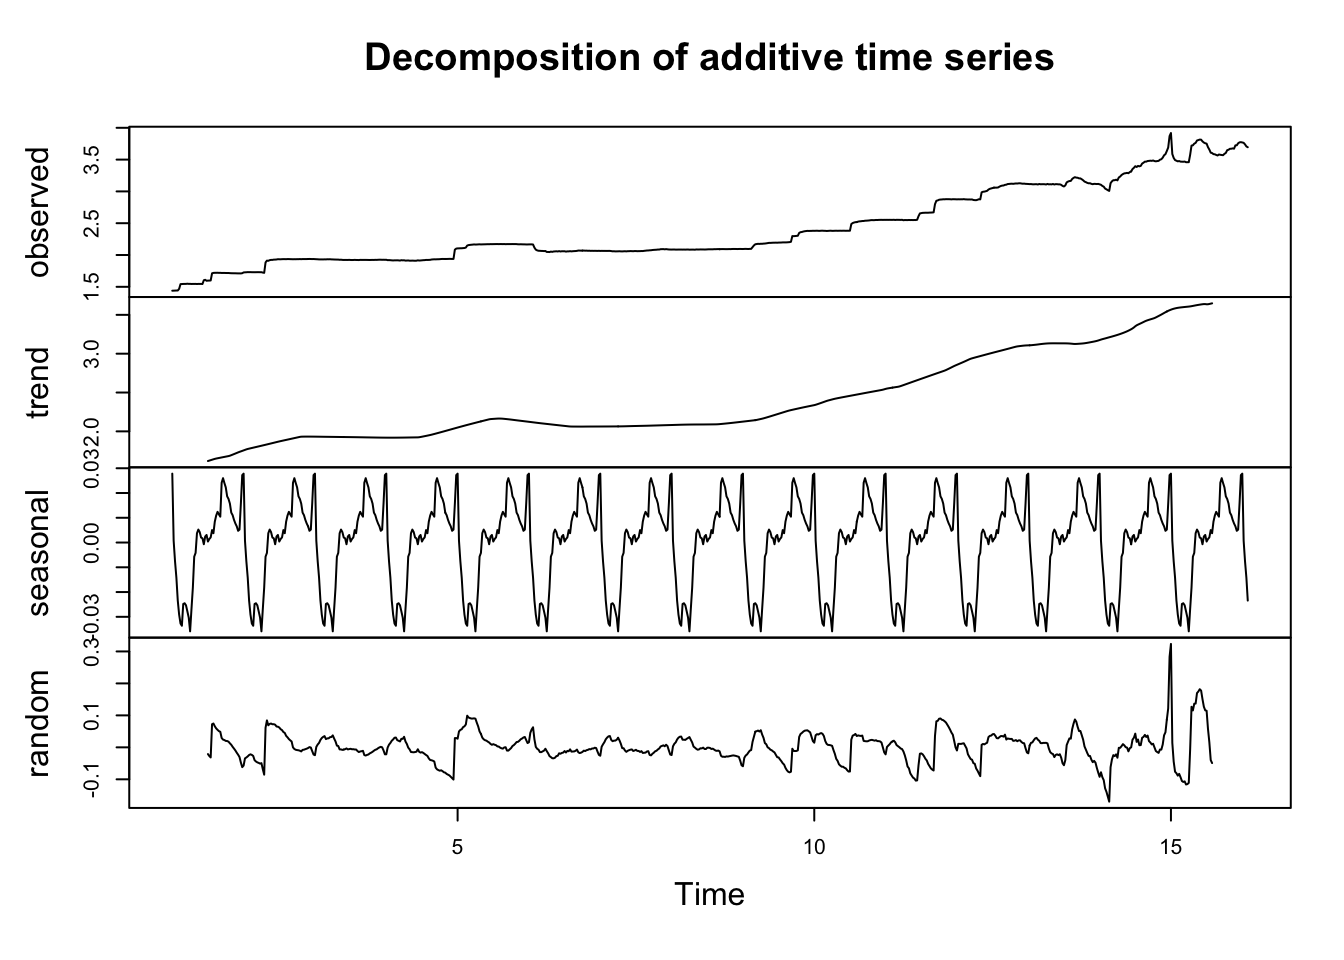 Decomposition of additive time series
observed
1.5 2.5 3.5
trend
2.0 3.0
seasonal
-0.03 0.00 0.03
random
-0.1 0.1 0.3
5 10 15
Time